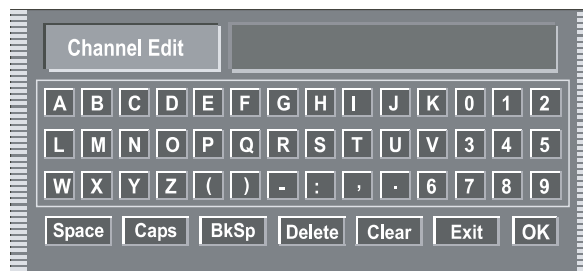 Channel Edit
A B C D E F G H I J K 0 1 2
L M N O P Q R S T U V 3 4 5
W X Y Z ( ) - : , . 6 7 8 9
Space Caps BkSp Delete Clear Exit OK